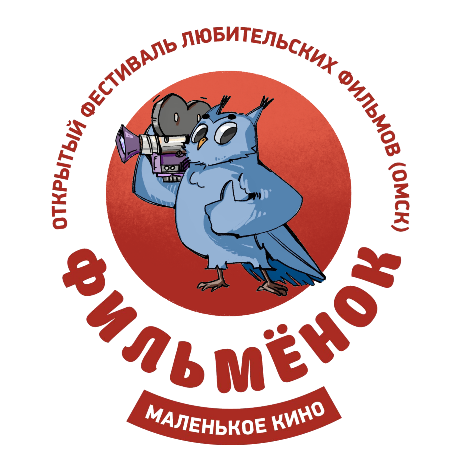 ОТКРЫТЫЙ ФЕСТИВАЛЬ ЛЮБИТЕЛЬСКИХ ФИЛЬМОВ (ОМСК)
ФИЛЬМЁНОК
МАЛЕНЬКОЕ КИНО